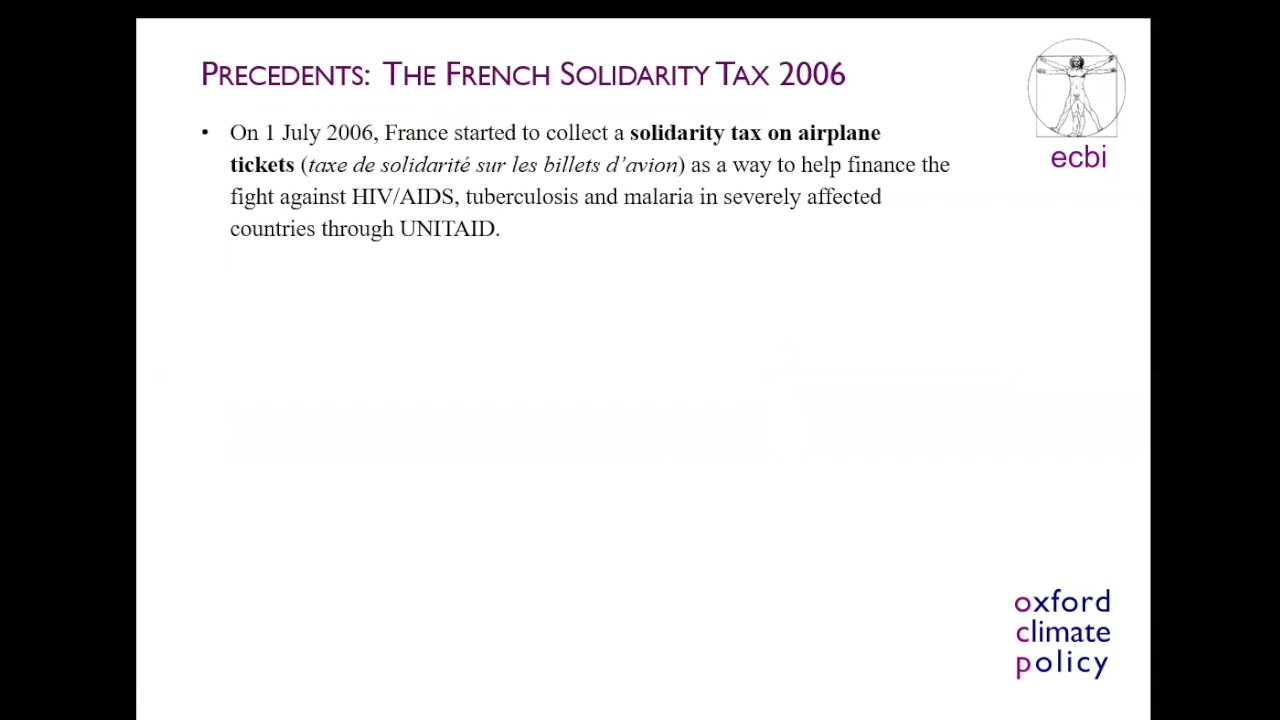 PRECEDENTS: THE FRENCH SOLIDARITY TAX 2006
ecbi
• On 1 July 2006, France started to collect a solidarity tax on airplane
tickets (taxe de solidarité sur les billets d’avion) as a way to help finance the
fight against HIV/AIDS, tuberculosis and malaria in severely affected
countries through UNITAID.
oxford
climate
policy